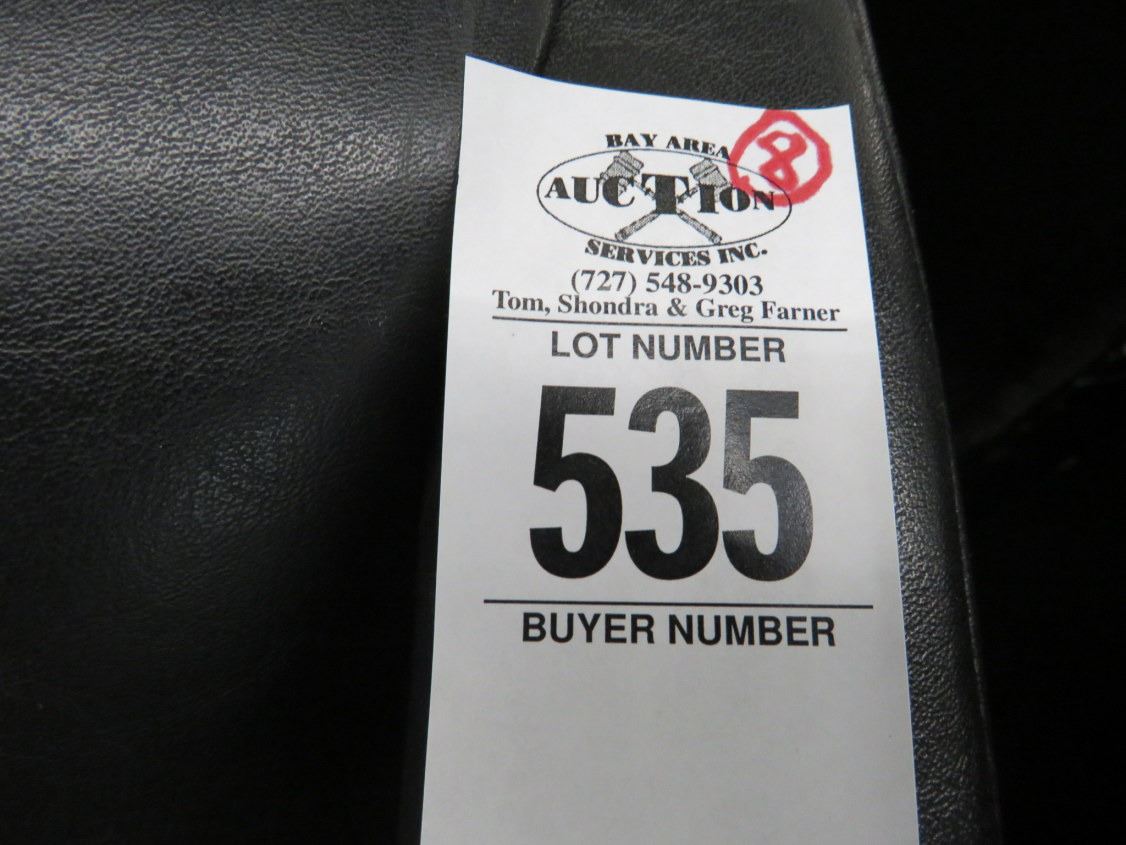 BAY AREA
8
AUCTION
SERVICES INC.
(727) 548-9303
Tom, Shondra & Greg Farner
LOT NUMBER
535
BUYER NUMBER